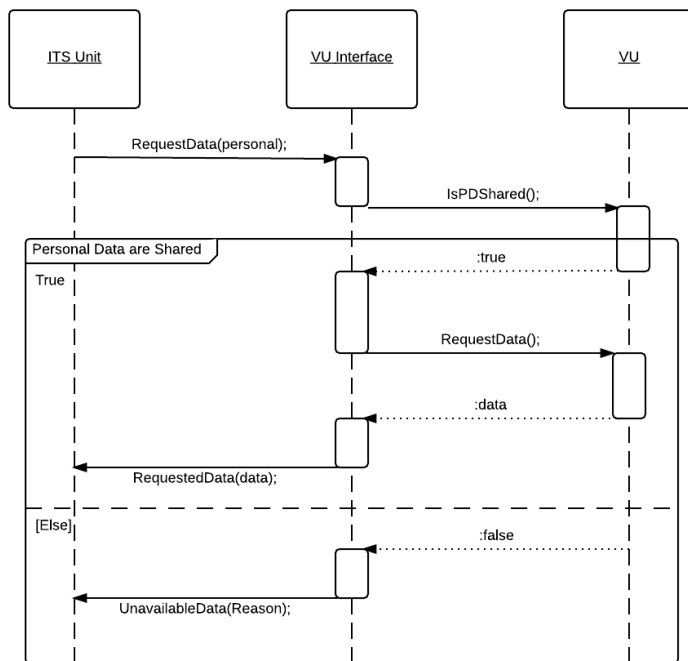 ITS Unit
VU Interface
VU
RequestData(personal);
IsPDShared();
Personal Data are Shared
:true
True
RequestData();
:data
RequestedData(data);
[Else]
:false
UnavailableData(Reason);